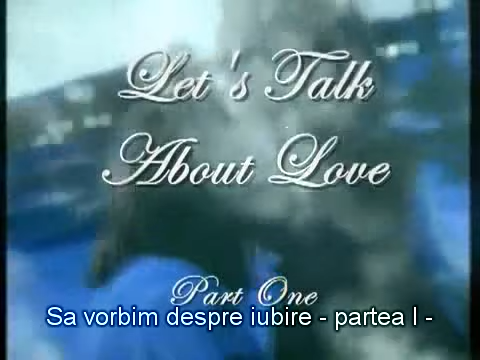 Let's Talk
About Love
Part One
Sa vorbim despre iubire - partea I -